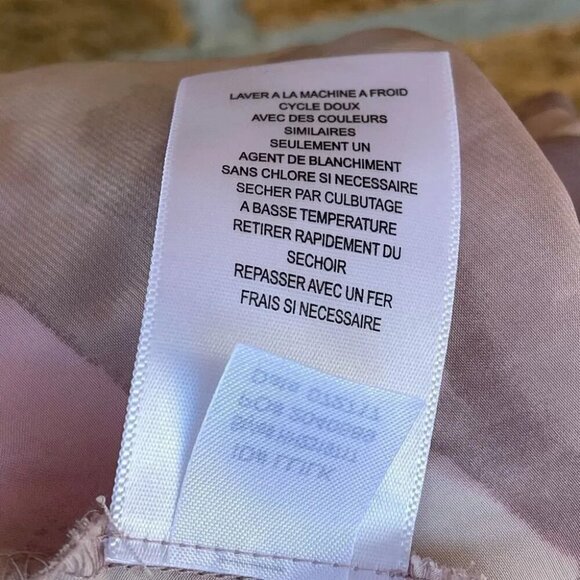 LAVER A LA MACHINE A FROID
CYCLE DOUX
AVEC DES COULEURS
SIMILAIRES
SEULEMENT UN
AGENT DE BLANCHIMENT
SANS CHLORE SI NECESSAIRE
SECHER PAR CULBUTAGE
A BASSE TEMPERATURE
RETIRER RAPIDEMENT DU
SECHOIR
REPASSER AVEC UN FER
FRAIS SI NECESSAIRE